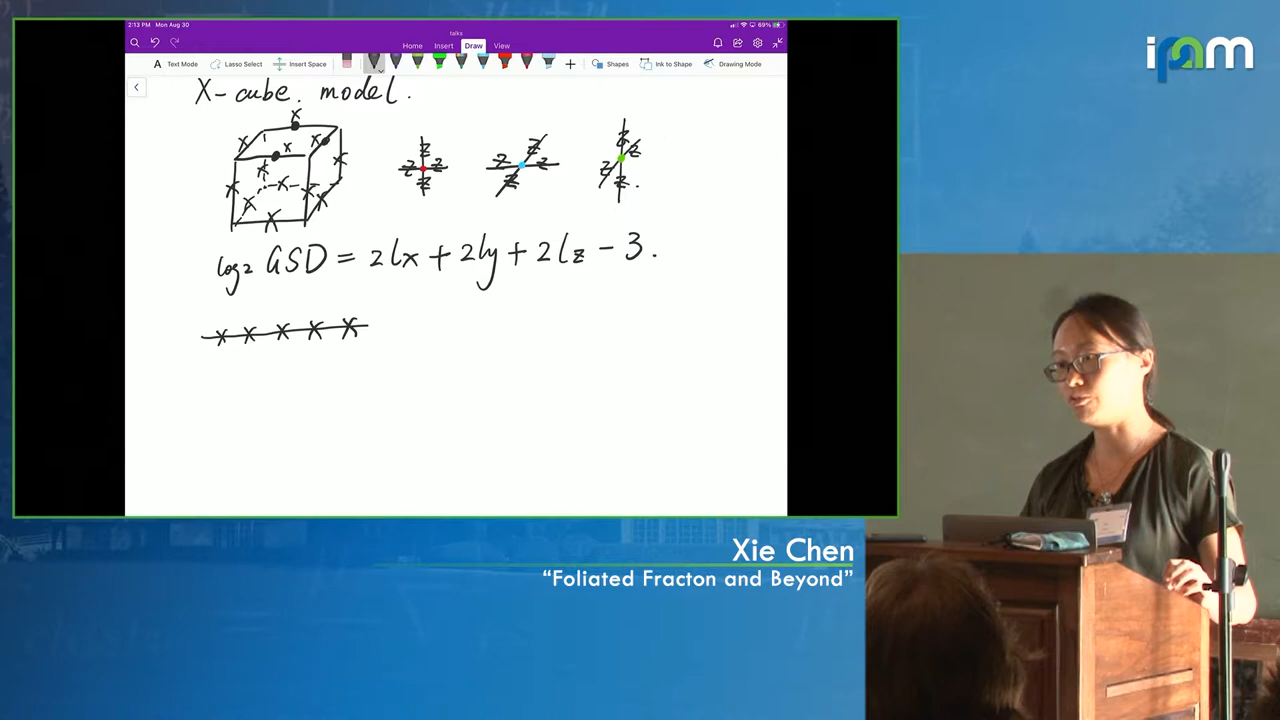 2:13 PM Mon Aug 30
69%
talks
Home Insert Draw View
Text Mode Lasso Select Insert Space Shapes Ink to Shape Drawing Mode
X-cube model.
X
X X X
X X
X X X X
X X
X
Z
Z Z
Z
Z
Z Z
Z
Z
Z
Z
Z.
log2 GSD = 2lx + 2ly + 2lz - 3.
X X X X X
ipam
Xie Chen
“Foliated Fracton and Beyond”